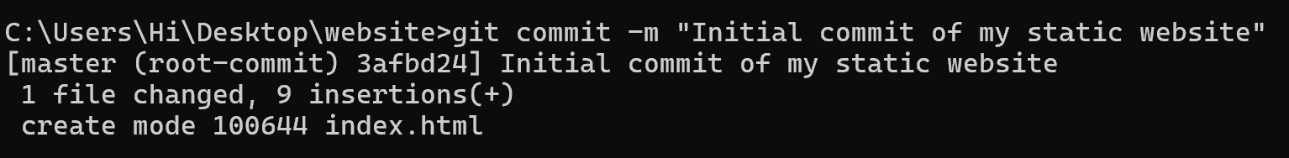 C:\Users\Hi\Desktop\website>git commit -m "Initial commit of my static website"
[master (root-commit) 3afbd24] Initial commit of my static website
 1 file changed, 9 insertions(+)
 create mode 100644 index.html